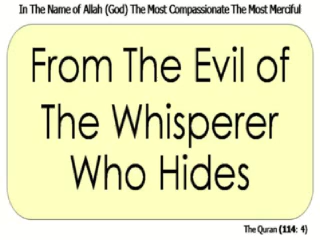 In The Name of Allah (God) The Most Compassionate The Most Merciful
From The Evil of
The Whisperer
Who Hides
The Quran (114: 4)